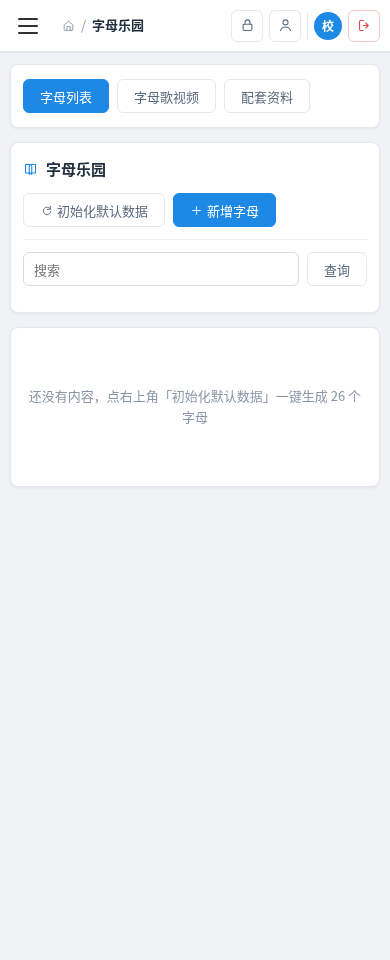 / 字母乐园
校
字母列表
字母歌视频
配套资料
字母乐园
初始化默认数据
新增字母
搜索
查询
还没有内容，点右上角「初始化默认数据」一键生成 26 个
字母